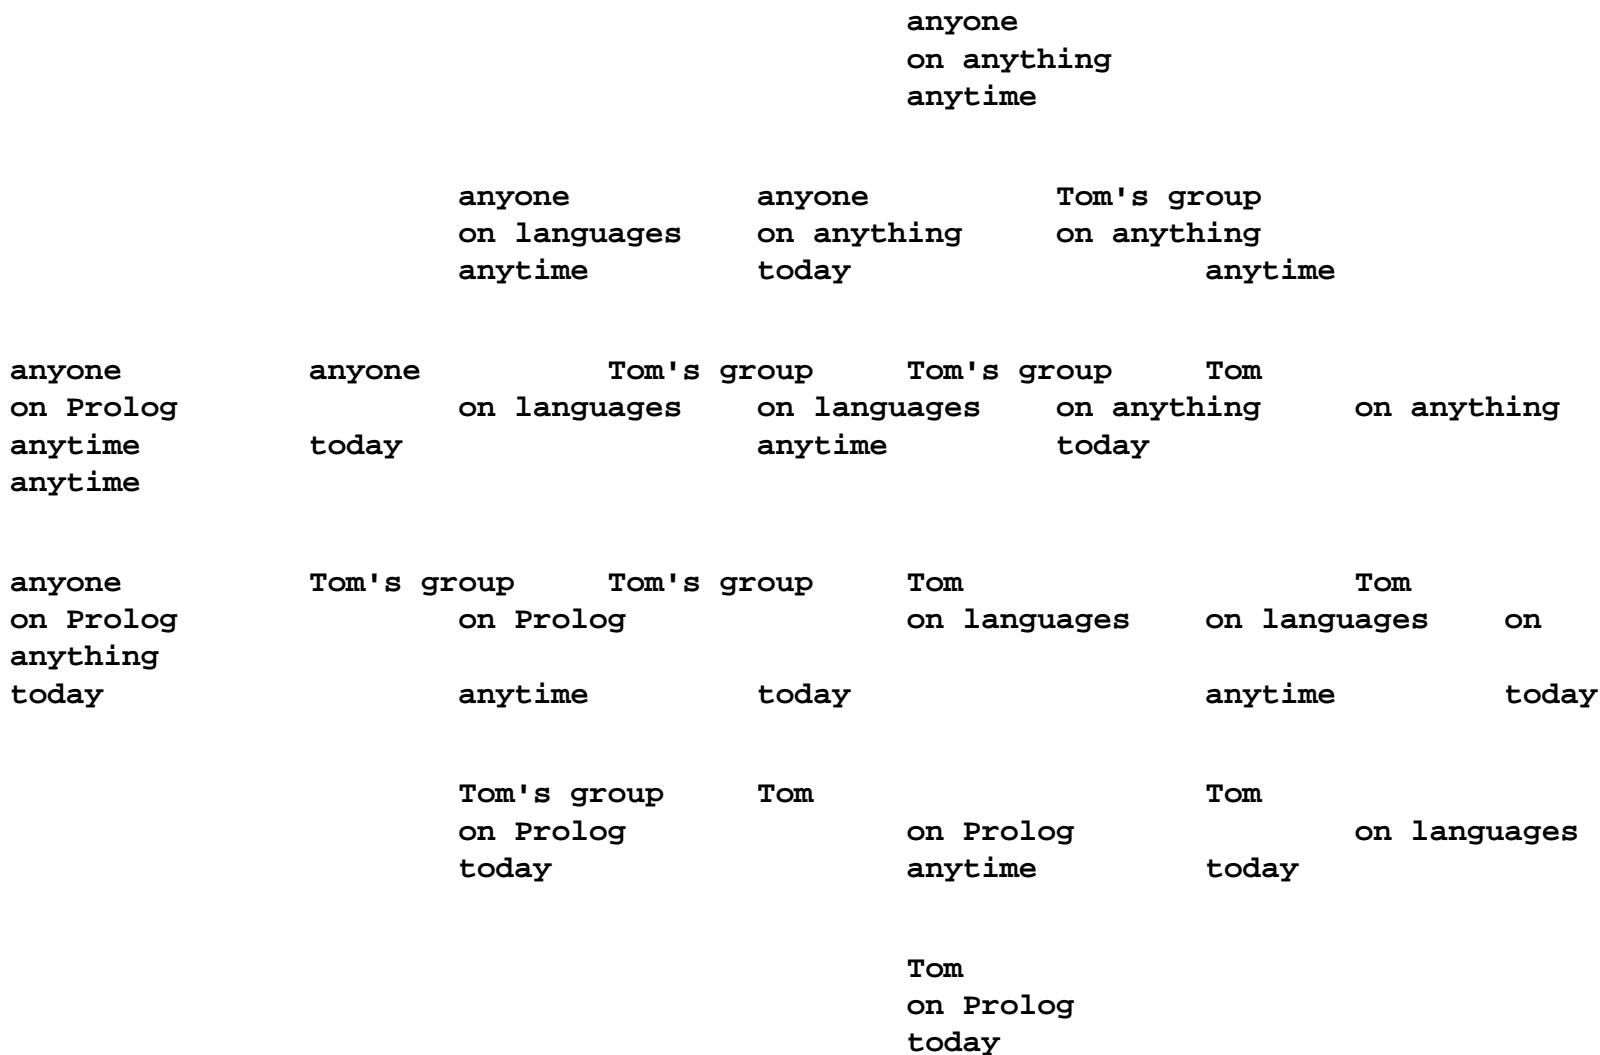 anyone
on anything
anytime
anyone anyone Tom's group
on languages on anything on anything
anytime today anytime
anyone anyone Tom's group Tom's group Tom
on Prolog on languages on languages on anything on anything
anytime today anytime today
anytime
anyone Tom's group Tom's group Tom Tom
on Prolog on Prolog on languages on languages on
anything
today anytime today anytime today
Tom's group Tom Tom
on Prolog on Prolog on languages
today anytime today
Tom
on Prolog
today